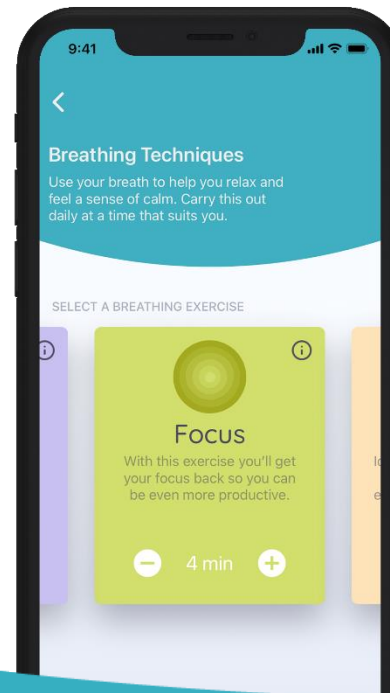 9:41
Breathing Techniques
Use your breath to help you relax and
feel a sense of calm. Carry this out
daily at a time that suits you.
SELECT A BREATHING EXERCISE
Focus
With this exercise you'll get
your focus back so you can
be even more productive.
4 min